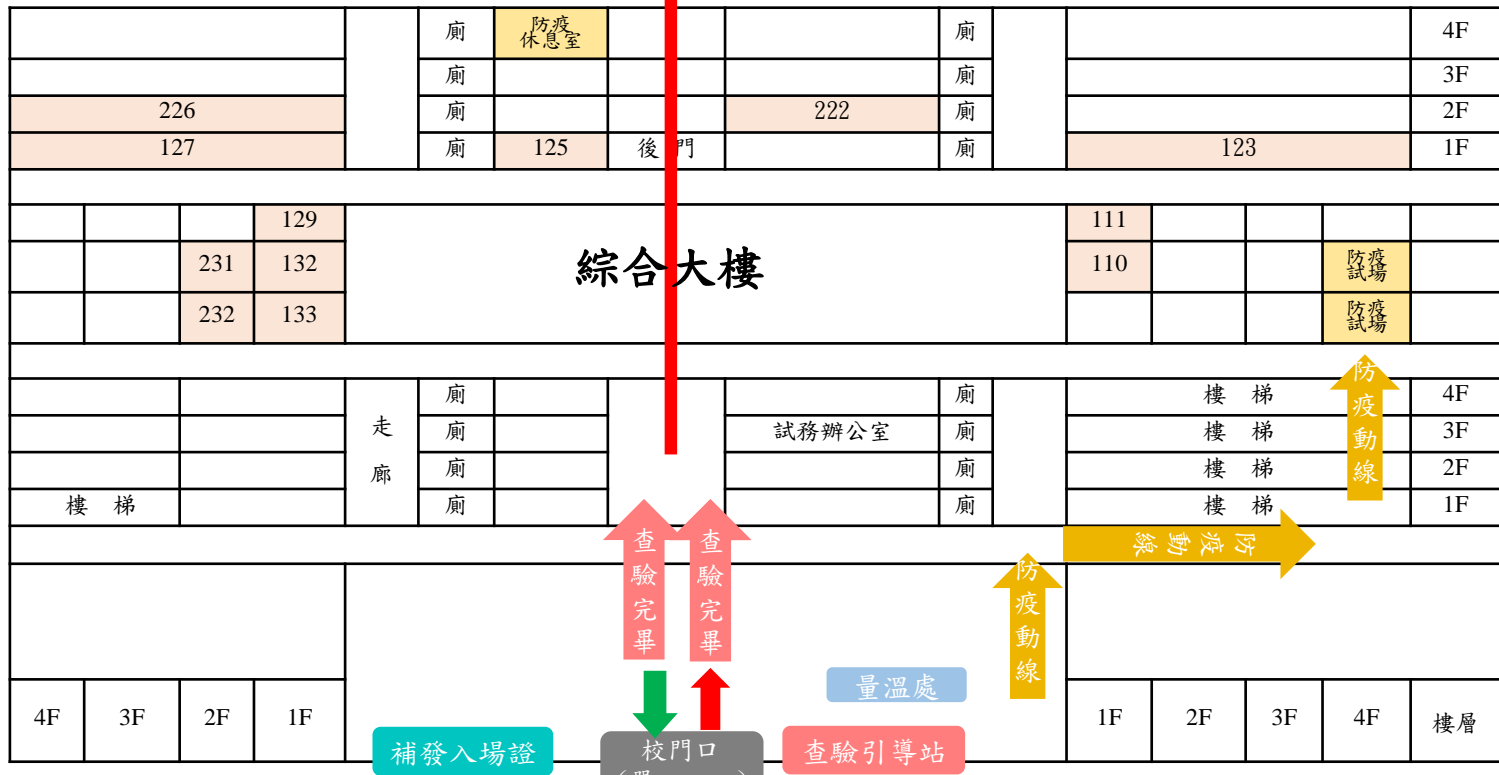 廁 防疫休息室 廁 4F
廁 廁 3F
226 廁 222 廁 2F
127 廁 125 後 門 廁 123 1F
129 111
231 132 綜合大樓 110 防疫試場
232 133 防疫試場
走廊
廁 廁 樓 梯 4F
廁 試務辦公室 廁 樓 梯 3F
廁 廁 樓 梯 2F
樓 梯 廁 廁 樓 梯 1F
防疫動線
查驗完畢 查驗完畢
防疫動線
防疫動線
量溫處
4F 3F 2F 1F 1F 2F 3F 4F 樓層
補發入場證 校門口 查驗引導站